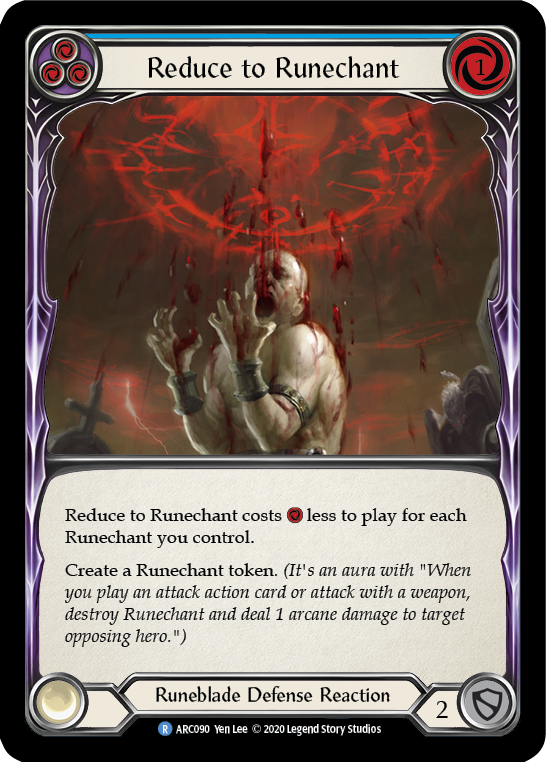 Reduce to Runechant
1
Reduce to Runechant costs less to play for each
Runechant you control.
Create a Runechant token. (It's an aura with "When
you play an attack action card or attack with a weapon,
destroy Runechant and deal 1 arcane damage to target
opposing hero.")
Runeblade Defense Reaction
2
R ARC090 Yen Lee © 2020 Legend Story Studios